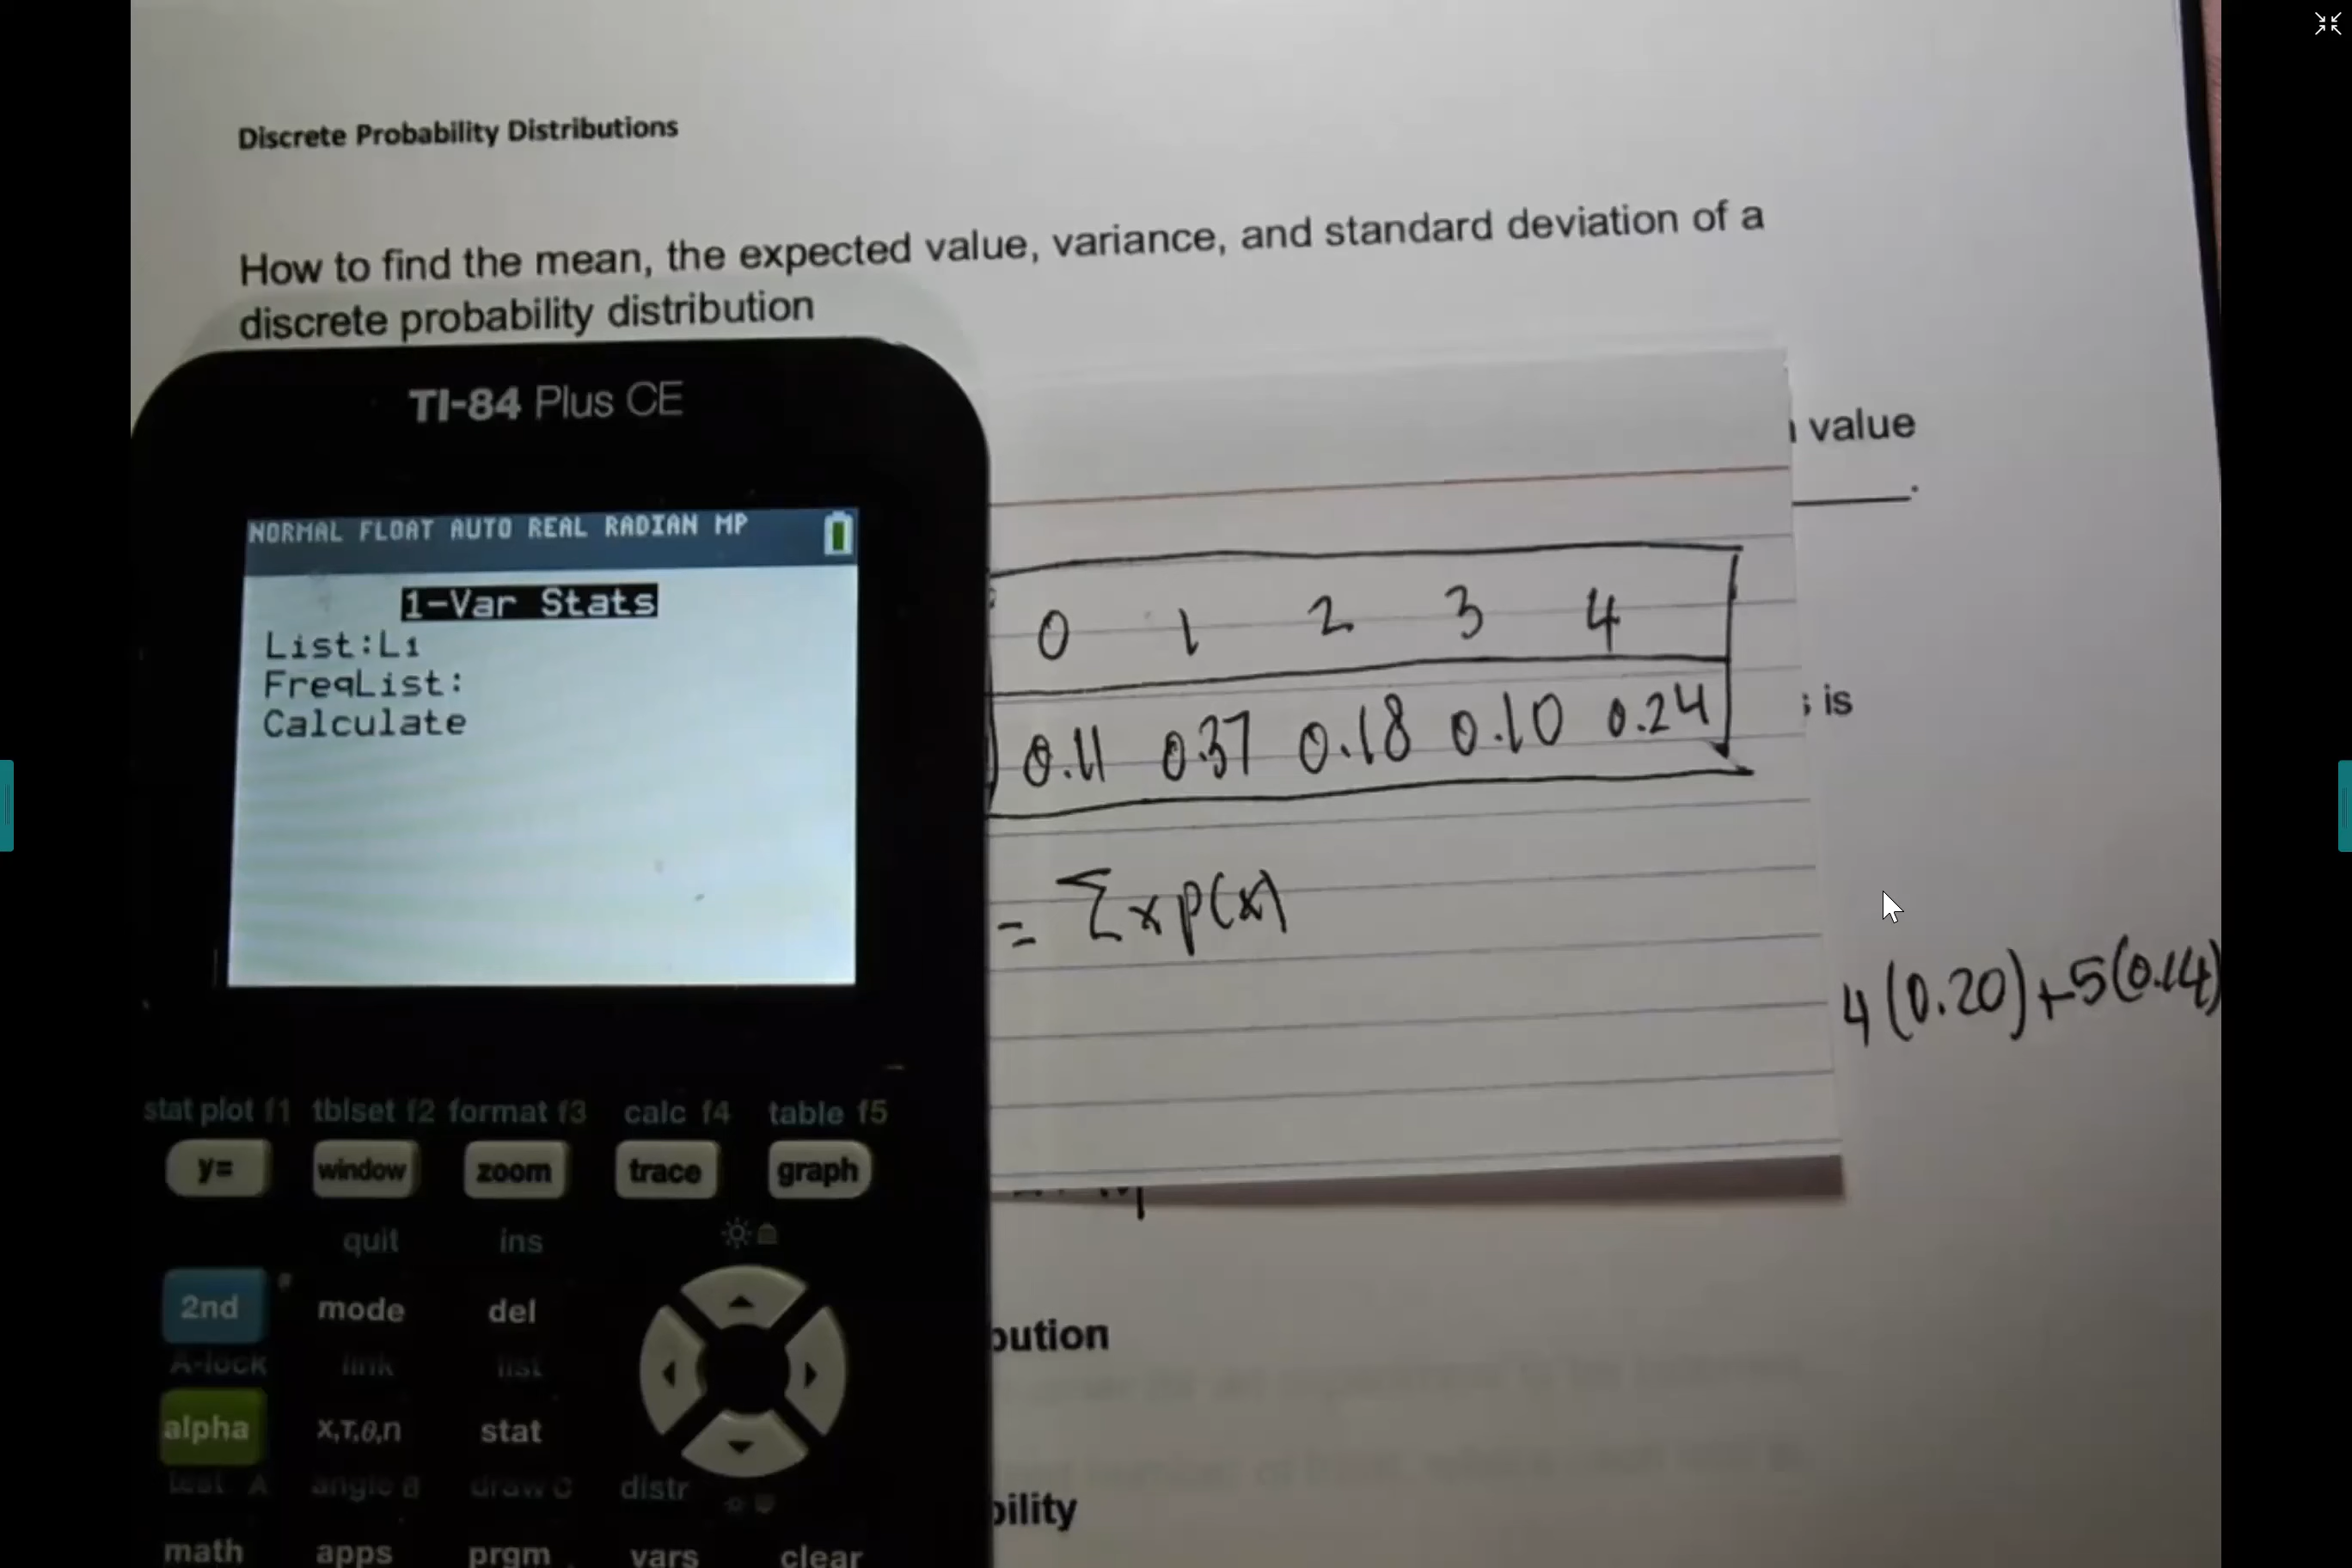 Discrete Probability Distributions
How to find the mean, the expected value, variance, and standard deviation of a
discrete probability distribution
value
TI-84 Plus CE
NORMAL FLOAT AUTO REAL RADIAN MP
1-Var Stats
List:L1
FreqList:
Calculate
0 1 2 3 4
0.11 0.37 0.18 0.10 0.24
is
= Σxp(x)
4(0.20)+5(0.14)
stat plot f1 tblset f2 format f3 calc f4 table f5
y= window zoom trace graph
quit ins
2nd mode del
A-lock link list
alpha X,T,θ,n stat
bution
test A angle B draw C distr
bility
math apps prgm vars clear